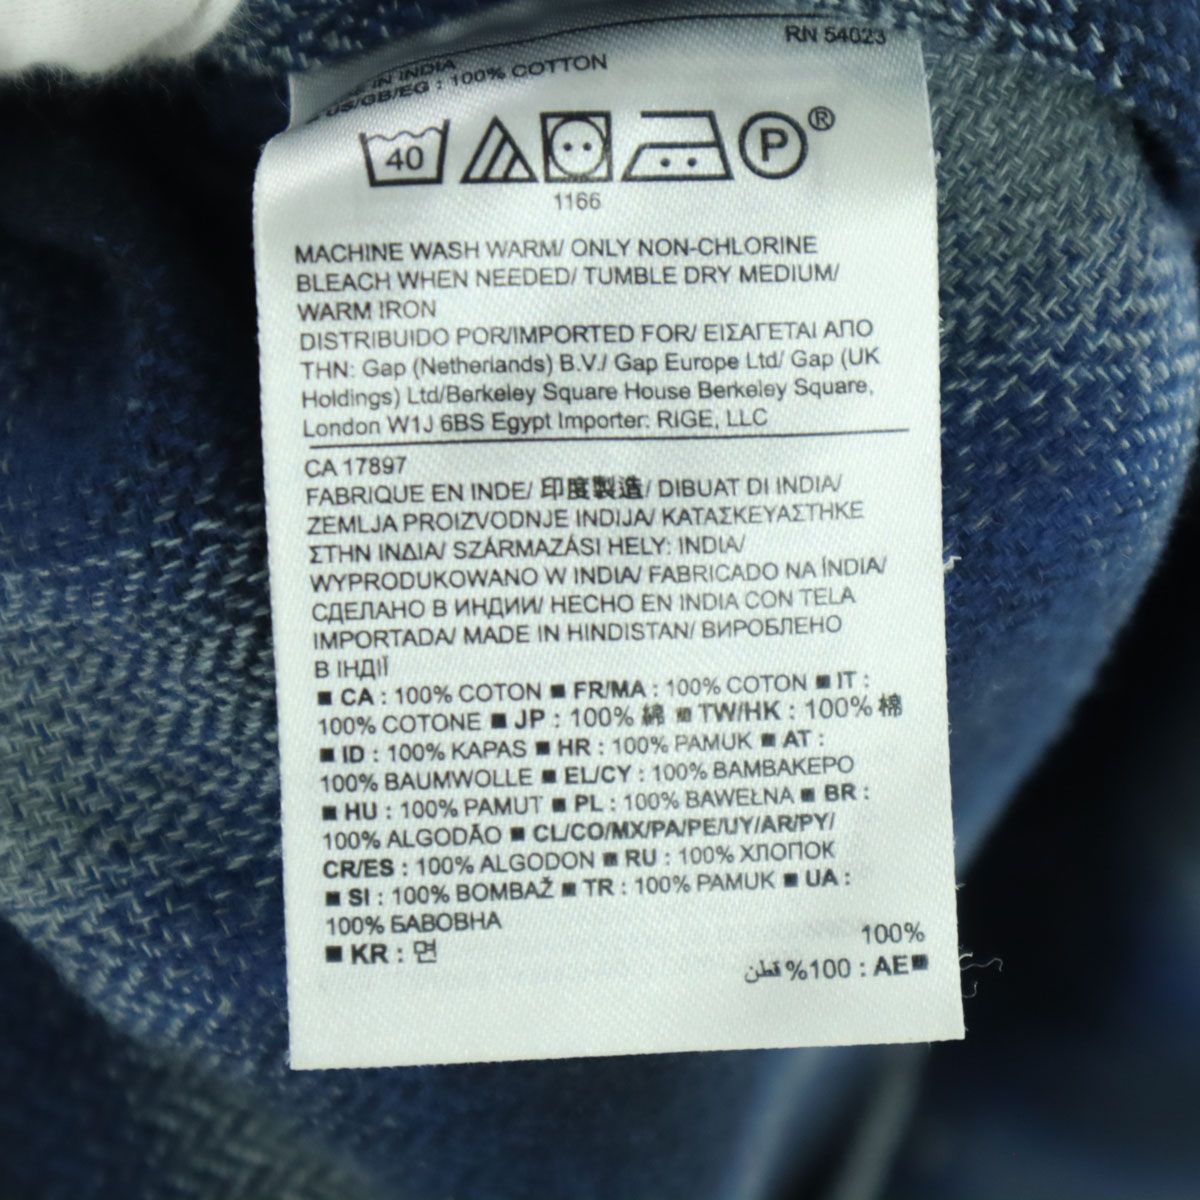 RN 54023
IN INDIA
US/GB/EG : 100% COTTON
40 P ®
1166
MACHINE WASH WARM/ ONLY NON-CHLORINE
BLEACH WHEN NEEDED/ TUMBLE DRY MEDIUM/
WARM IRON
DISTRIBUIDO POR/IMPORTED FOR/ ΕΙΣΑΓΕΤΑΙ ΑΠΟ
ΤΗΝ: Gap (Netherlands) B.V./ Gap Europe Ltd/ Gap (UK
Holdings) Ltd/Berkeley Square House Berkeley Square,
London W1J 6BS Egypt Importer: RIGE, LLC
CA 17897
FABRIQUE EN INDE/ 印度製造/ DIBUAT DI INDIA/
ZEMLJA PROIZVODNJE INDIJA/ ΚΑΤΑΣΚΕΥΑΣΤΗΚΕ
ΣΤΗΝ ΙΝΔΙΑ/ SZÁRMAZÁSI HELY: INDIA/
WYPRODUKOWANO W INDIA/ FABRICADO NA ÍNDIA/
СДЕЛАНО В ИНДИИ/ HECHO EN INDIA CON TELA
IMPORTADA/ MADE IN HINDISTAN/ ВИРОБЛЕНО
В ІНДІЇ
■ CA : 100% COTON ■ FR/MA : 100% COTON ■ IT :
100% COTONE ■ JP : 100% 綿 ■ TW/HK : 100% 棉
■ ID : 100% KAPAS ■ HR : 100% PAMUK ■ AT :
100% BAUMWOLLE ■ EL/CY : 100% ΒΑΜΒΑΚΕΡΟ
■ HU : 100% PAMUT ■ PL : 100% BAWEŁNA ■ BR :
100% ALGODÃO ■ CL/CO/MX/PA/PE/UY/AR/PY/
CR/ES : 100% ALGODON ■ RU : 100% ХЛОПОК
■ SI : 100% BOMBAŽ ■ TR : 100% PAMUK ■ UA :
100% БАВОВНА
■ KR : 면 100%
■AE : 100% قطن